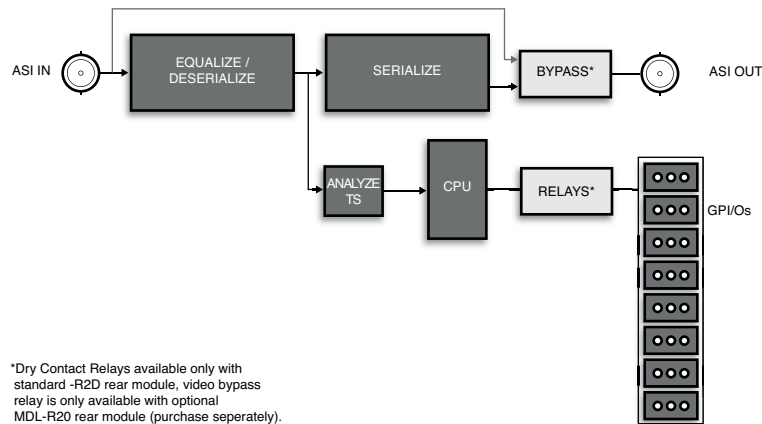 ASI IN
EQUALIZE /
DESERIALIZE
SERIALIZE
BYPASS*
ASI OUT
ANALYZE
TS
CPU
RELAYS*
GPI/Os
*Dry Contact Relays available only with
standard -R2D rear module, video bypass
relay is only available with optional
MDL-R20 rear module (purchase seperately).